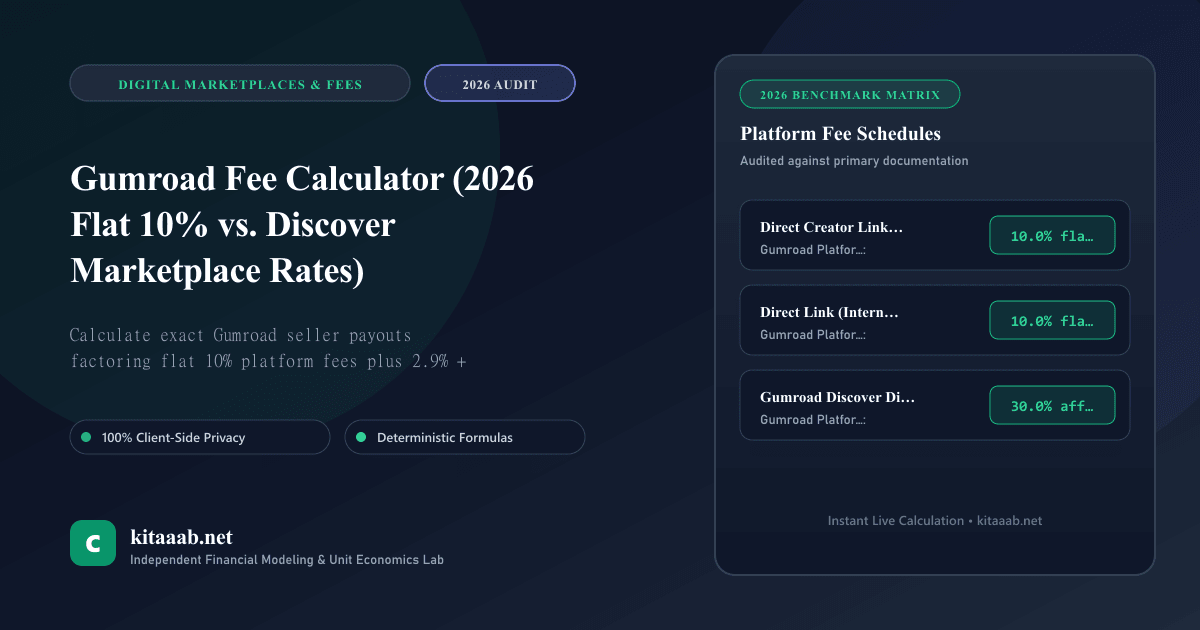 DIGITAL MARKETPLACES & FEES
2026 AUDIT
Gumroad Fee Calculator (2026
Flat 10% vs. Discover
Marketplace Rates)
Calculate exact Gumroad seller payouts
factoring flat 10% platform fees plus 2.9% +
100% Client-Side Privacy
Deterministic Formulas
C
kitaaab.net
Independent Financial Modeling & Unit Economics Lab
2026 BENCHMARK MATRIX
Platform Fee Schedules
Audited against primary documentation
Direct Creator Link…
Gumroad Platfor…:
10.0% fla…
Direct Link (Intern…
Gumroad Platfor…:
10.0% fla…
Gumroad Discover Di…
Gumroad Platfor…:
30.0% aff…
Instant Live Calculation • kitaaab.net